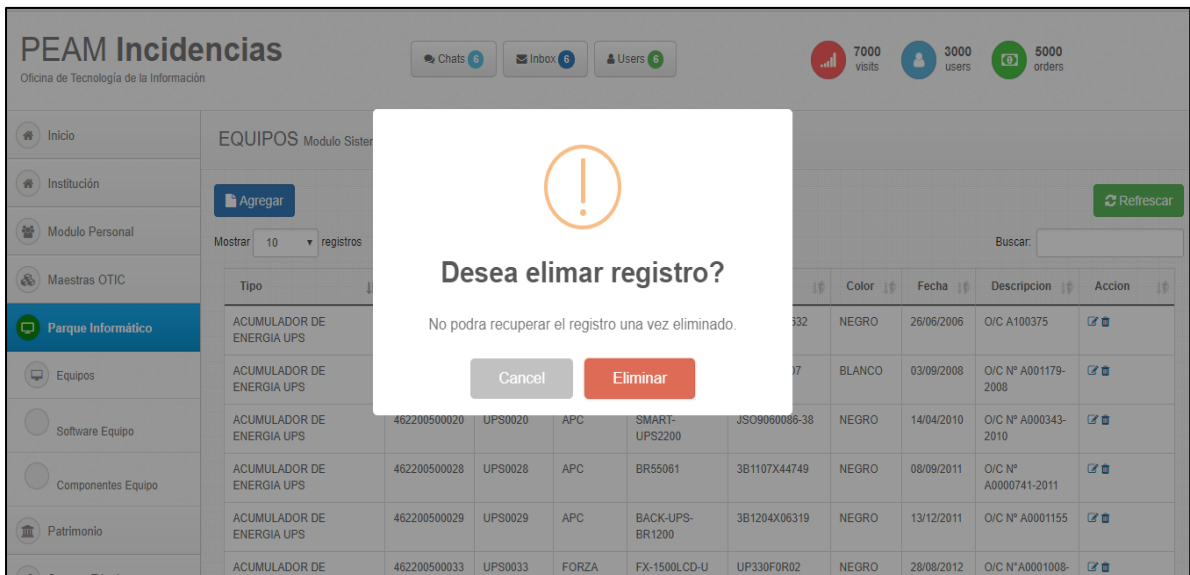 PEAM Incidencias
Oficina de Tecnología de la Información
Chats 6 Inbox 6 Users 6
7000 visits
3000 users
5000 orders
Inicio
Institución
Modulo Personal
Maestras OTIC
Parque Informático
Equipos
Software Equipo
Componentes Equipo
Patrimonio
EQUIPOS Modulo Sister
Agregar
Refrescar
Mostrar 10 registros
Buscar:
Desea elimar registro?
No podra recuperar el registro una vez eliminado.
Cancel Eliminar
Tipo Color Fecha Descripcion Accion
ACUMULADOR DE ENERGIA UPS 632 NEGRO 26/06/2006 O/C A100375
ACUMULADOR DE ENERGIA UPS 07 BLANCO 03/09/2008 O/C Nº A001179-2008
ACUMULADOR DE ENERGIA UPS 462200500020 UPS0020 APC SMART-UPS2200 JSO9060086-38 NEGRO 14/04/2010 O/C Nº A000343-2010
ACUMULADOR DE ENERGIA UPS 462200500028 UPS0028 APC BR55061 3B1107X44749 NEGRO 08/09/2011 O/C Nº A0000741-2011
ACUMULADOR DE ENERGIA UPS 462200500029 UPS0029 APC BACK-UPS-BR1200 3B1204X06319 NEGRO 13/12/2011 O/C Nº A0001155
ACUMULADOR DE 462200500033 UPS0033 FORZA FX-1500LCD-U UP330F0R02 NEGRO 28/08/2012 O/C N°A0001008-